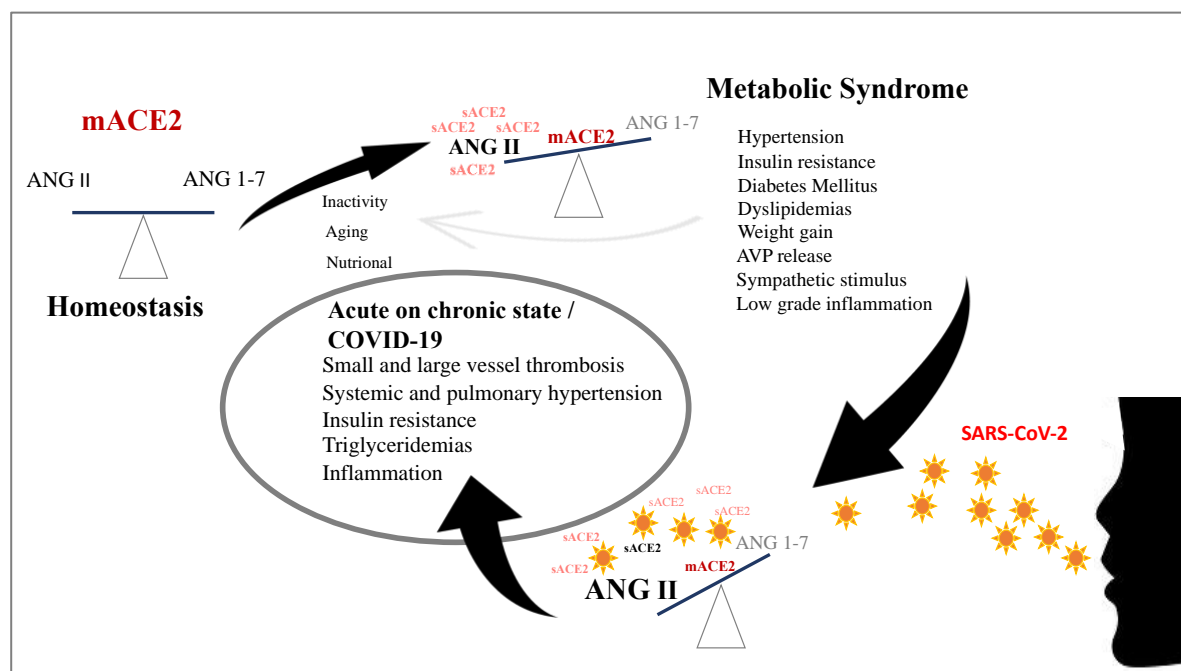 mACE2
ANG II
ANG 1-7
Homeostasis
sACE2
sACE2
sACE2
ANG II
mACE2
ANG 1-7
sACE2
Inactivity
Aging
Nutrional
Metabolic Syndrome
Hypertension
Insulin resistance
Diabetes Mellitus
Dyslipidemias
Weight gain
AVP release
Sympathetic stimulus
Low grade inflammation
Acute on chronic state /
COVID-19
Small and large vessel thrombosis
Systemic and pulmonary hypertension
Insulin resistance
Triglyceridemias
Inflammation
SARS-CoV-2
sACE2
sACE2
sACE2
sACE2
sACE2
sACE2
ANG 1-7
mACE2
ANG II